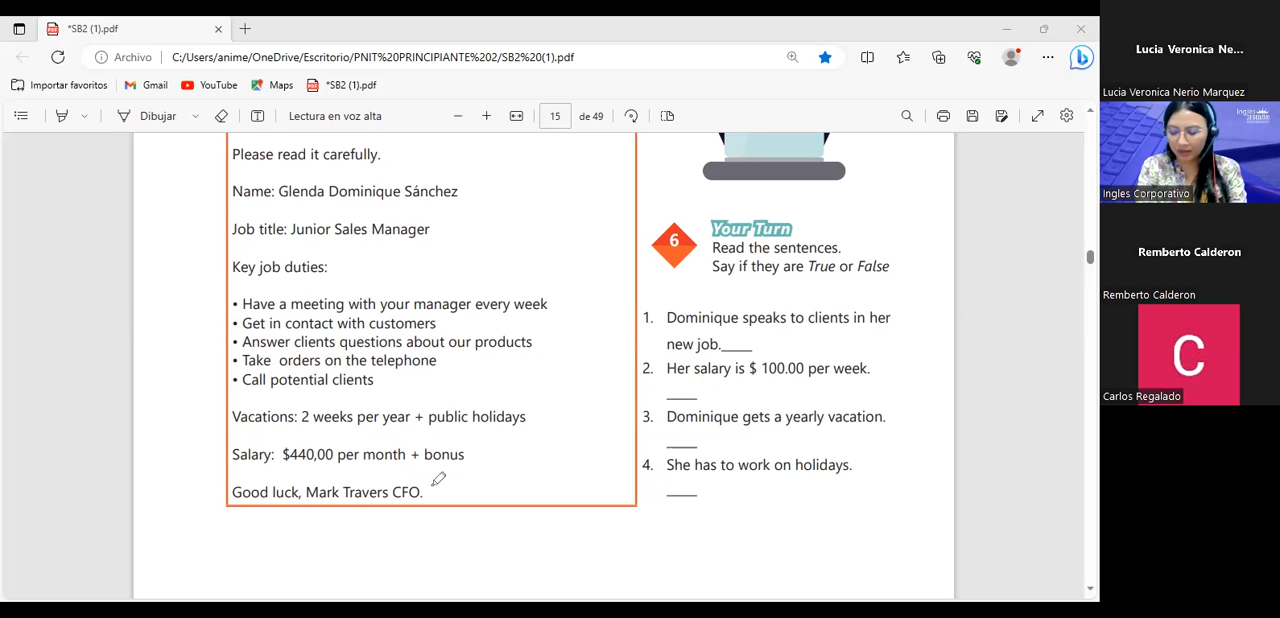 *SB2 (1).pdf
Archivo
C:/Users/anime/OneDrive/Escritorio/PNIT%20PRINCIPIANTE%202/SB2%20(1).pdf
Importar favoritos
Gmail
YouTube
Maps
*SB2 (1).pdf
Dibujar
Lectura en voz alta
15
de 49
Please read it carefully.
Name: Glenda Dominique Sánchez
Job title: Junior Sales Manager
Key job duties:
• Have a meeting with your manager every week
• Get in contact with customers
• Answer clients questions about our products
• Take orders on the telephone
• Call potential clients
Vacations: 2 weeks per year + public holidays
Salary: $440,00 per month + bonus
Good luck, Mark Travers CFO.
6
Your Turn
Read the sentences.
Say if they are True or False
1. Dominique speaks to clients in her
new job.____
2. Her salary is $ 100.00 per week.
____
3. Dominique gets a yearly vacation.
____
4. She has to work on holidays.
____
Lucia Veronica Ne...
Lucia Veronica Nerio Marquez
Ingles Corporativo
Remberto Calderon
Remberto Calderon
C
Carlos Regalado